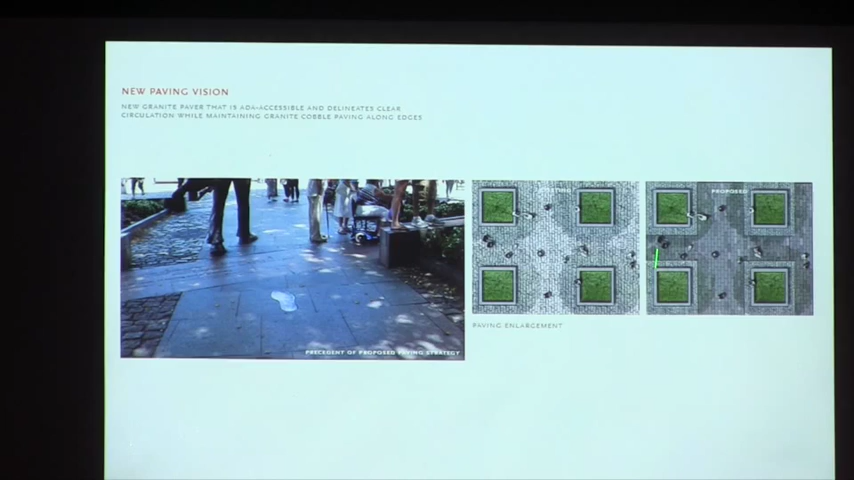 NEW PAVING VISION
NEW GRANITE PAVER THAT IS ADA-ACCESSIBLE AND DELINEATES CLEAR
CIRCULATION WHILE MAINTAINING GRANITE COBBLE PAVING ALONG EDGES
EXISTING
PROPOSED
PRECEDENT OF PROPOSED PAVING STRATEGY
PAVING ENLARGEMENT